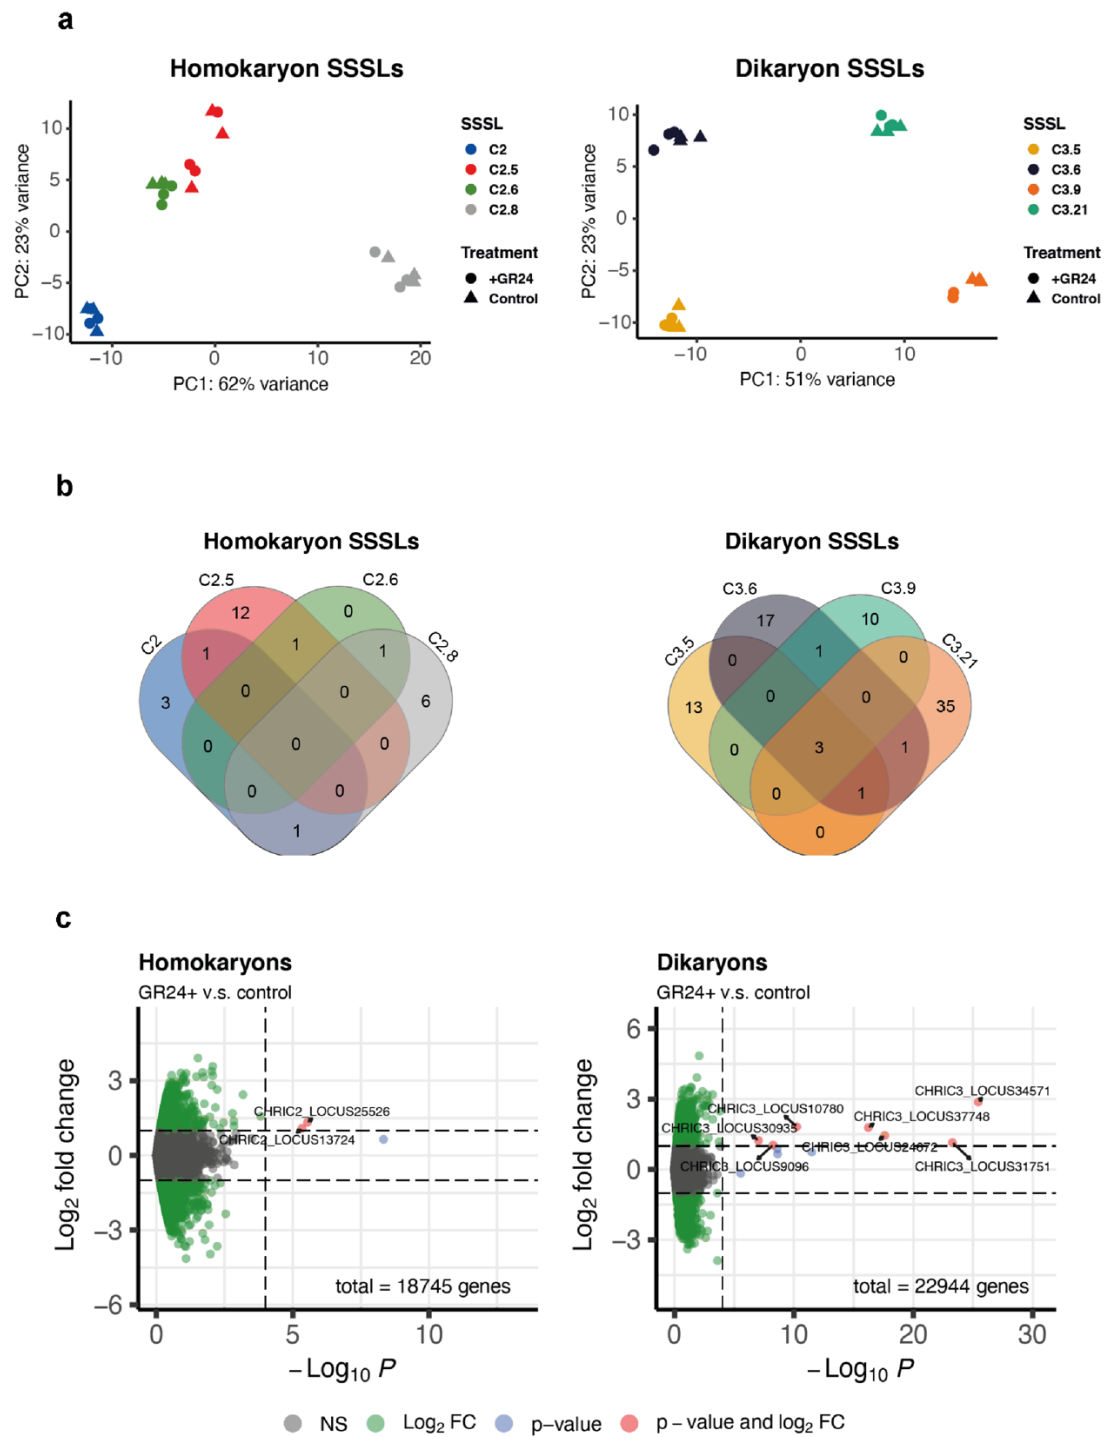 a
Homokaryon SSSLs
10
5
0
−5
−10
−10
0
10
20
PC2: 23% variance
PC1: 62% variance
SSSL
C2
C2.5
C2.6
C2.8
Treatment
+GR24
Control
Dikaryon SSSLs
10
5
0
−5
−10
−10
0
10
PC2: 23% variance
PC1: 51% variance
SSSL
C3.5
C3.6
C3.9
C3.21
Treatment
+GR24
Control
b
Homokaryon SSSLs
C2.5
C2.6
C2
C2.8
12
0
1
1
1
3
0
0
6
0
0
0
0
0
1
Dikaryon SSSLs
C3.6
C3.9
C3.5
C3.21
17
10
0
1
0
13
0
0
35
0
3
1
0
1
0
c
Homokaryons
GR24+ v.s. control
3
0
−3
−6
0
5
10
Log2 fold change
CHRIC2_LOCUS25526
CHRIC2_LOCUS13724
total = 18745 genes
−Log10 P
Dikaryons
GR24+ v.s. control
6
3
0
−3
0
10
20
30
Log2 fold change
CHRIC3_LOCUS34571
CHRIC3_LOCUS10780
CHRIC3_LOCUS37748
CHRIC3_LOCUS30935
CHRIC3_LOCUS24672
CHRIC3_LOCUS9096
CHRIC3_LOCUS31751
total = 22944 genes
−Log10 P
NS
Log2 FC
p−value
p − value and log2 FC